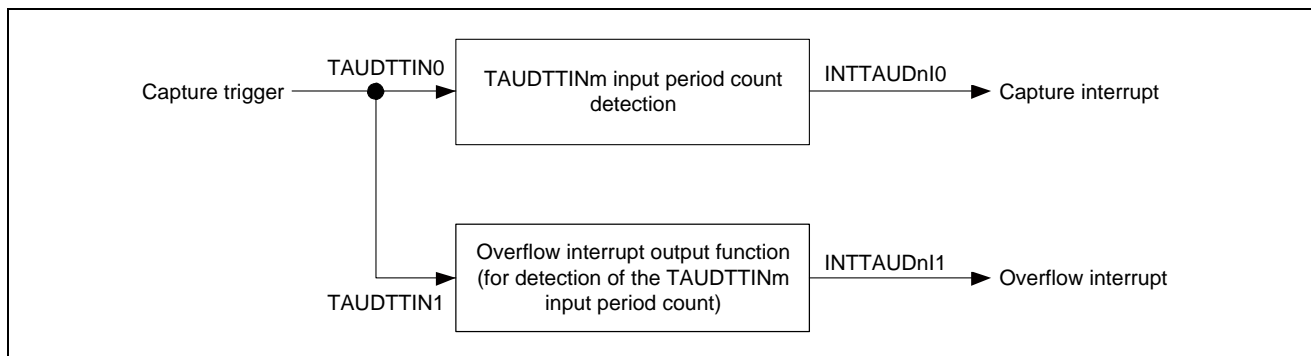 TAUDTTIN0
Capture trigger
TAUDTTINm input period count
detection
INTTAUDnI0
Capture interrupt
TAUDTTIN1
Overflow interrupt output function
(for detection of the TAUDTTINm
input period count)
INTTAUDnI1
Overflow interrupt